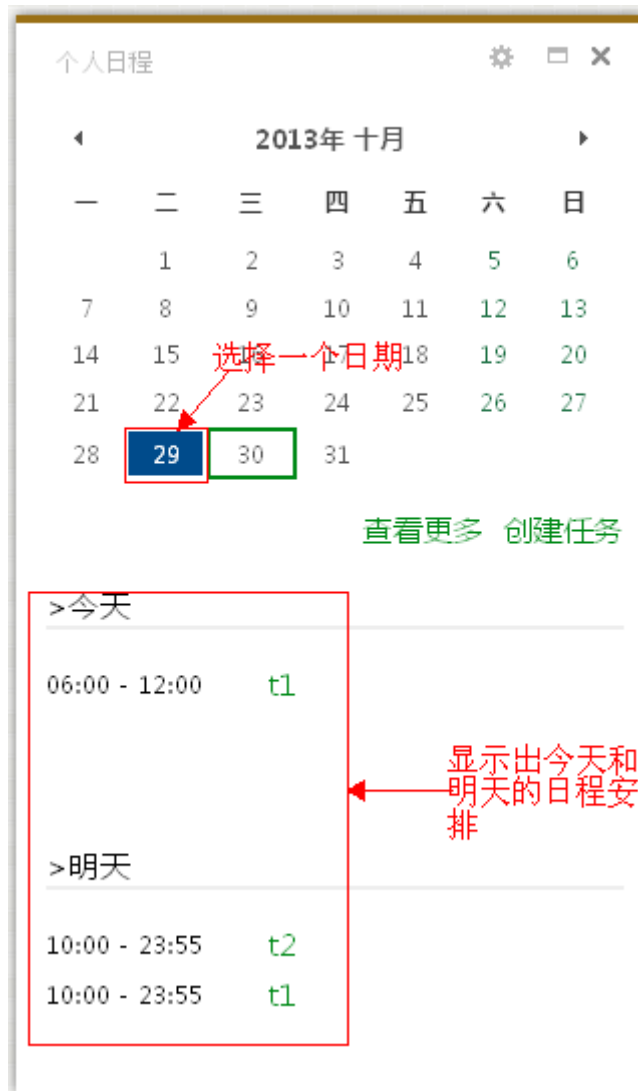 个人日程
2013年 十月
一 二 三 四 五 六 日
1 2 3 4 5 6
7 8 9 10 11 12 13
14 15 16 17 18 19 20
选择一个日期
21 22 23 24 25 26 27
28 29 30 31
查看更多 创建任务
>今天
06:00 - 12:00 t1
显示出今天和
明天的日程安
排
>明天
10:00 - 23:55 t2
10:00 - 23:55 t1